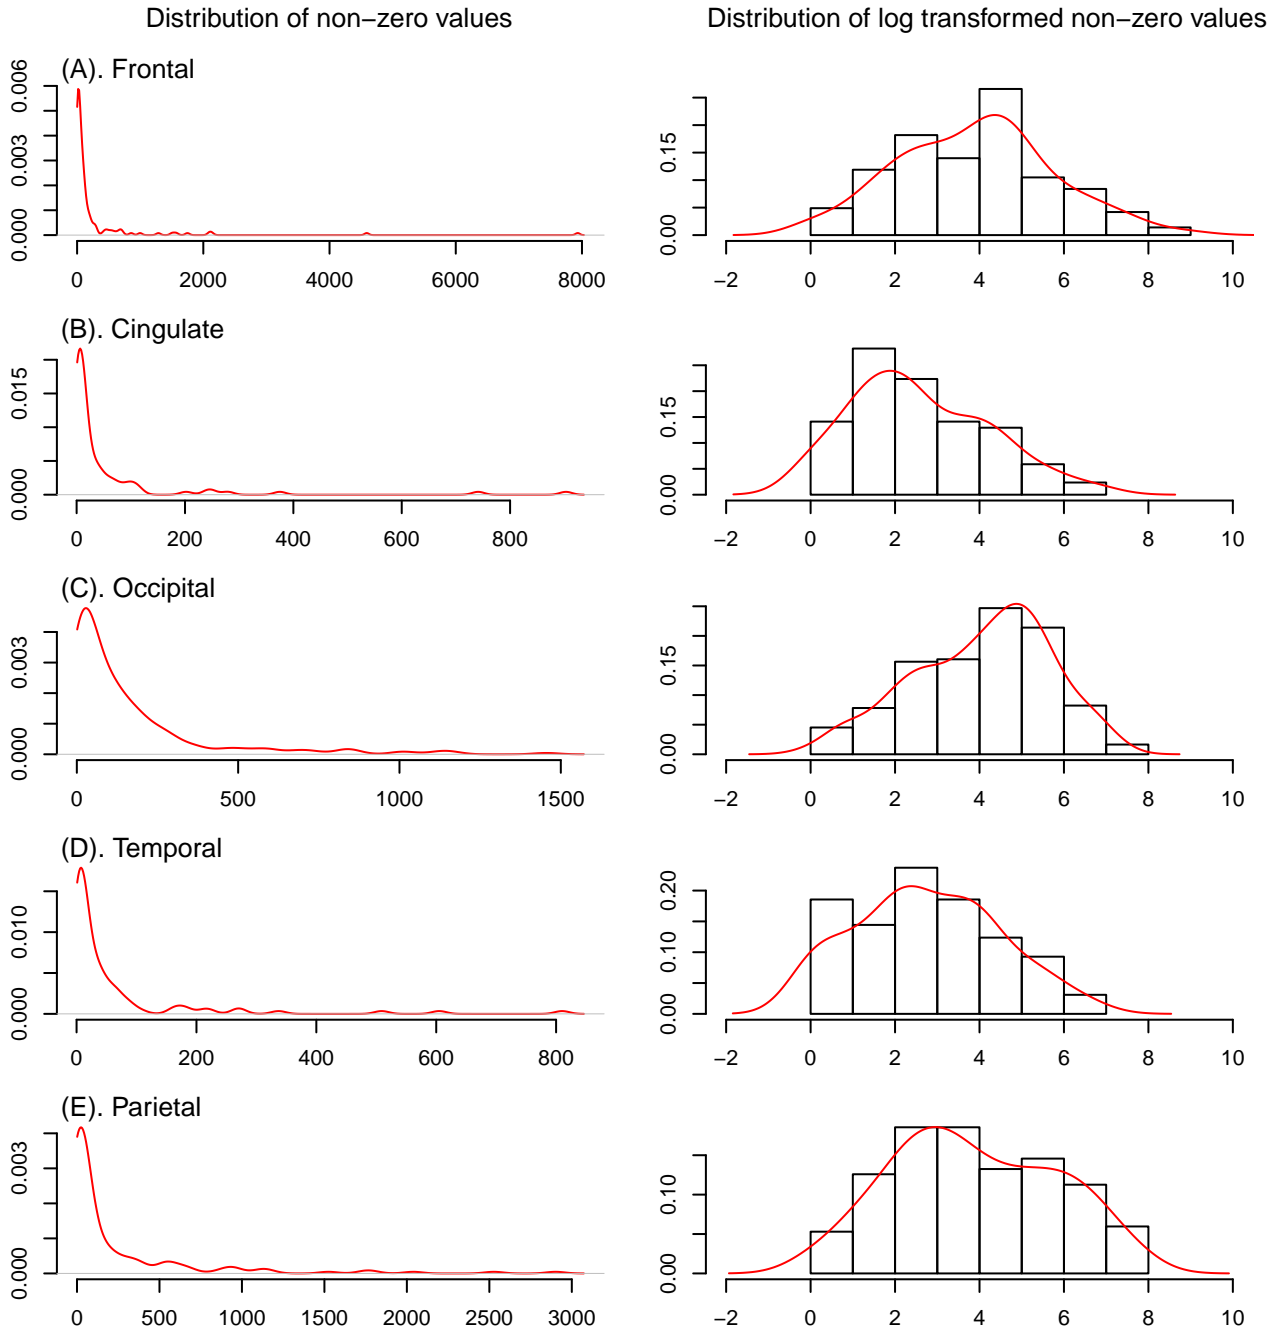 Distribution of non−zero values
Distribution of log transformed non−zero values
(A). Frontal
0.000 0.003 0.006
0 2000 4000 6000 8000
0.00 0.15
−2 0 2 4 6 8 10
(B). Cingulate
0.000 0.015
0 200 400 600 800
0.00 0.15
−2 0 2 4 6 8 10
(C). Occipital
0.000 0.003
0 500 1000 1500
0.00 0.15
−2 0 2 4 6 8 10
(D). Temporal
0.000 0.010
0 200 400 600 800
0.00 0.10 0.20
−2 0 2 4 6 8 10
(E). Parietal
0.000 0.003
0 500 1000 1500 2000 2500 3000
0.00 0.10
−2 0 2 4 6 8 10